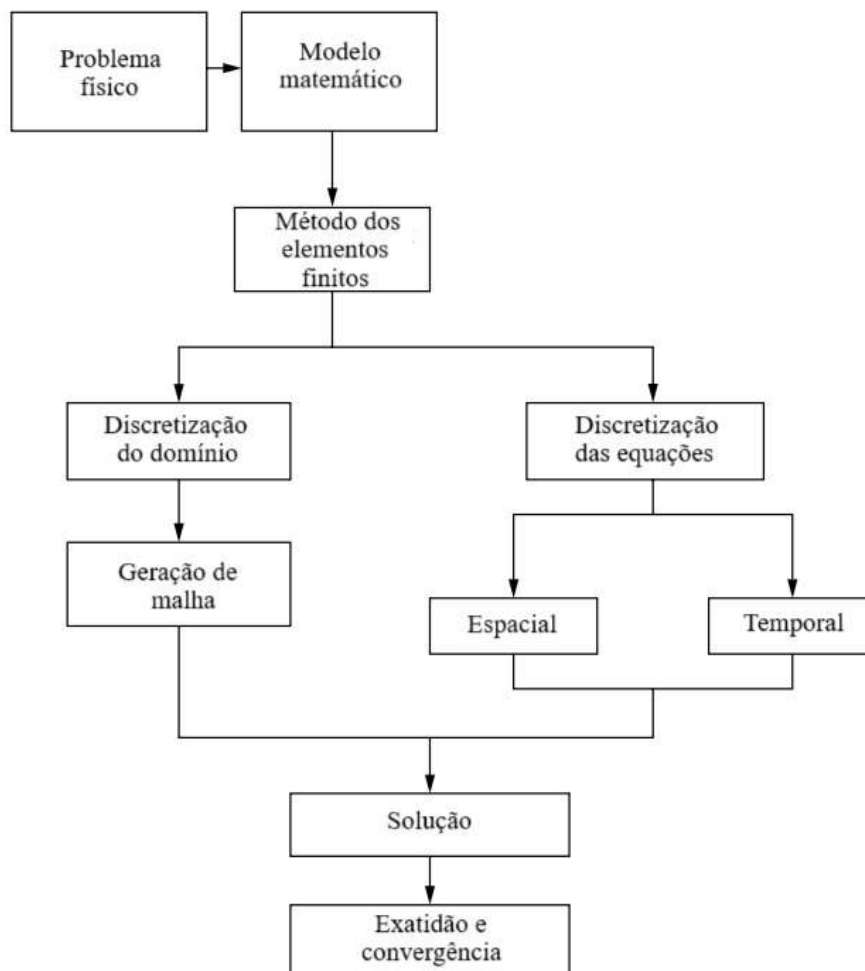 Problema
físico
Modelo
matemático
Método dos
elementos
finitos
Discretização
do domínio
Discretização
das equações
Geração de
malha
Espacial
Temporal
Solução
Exatidão e
convergência